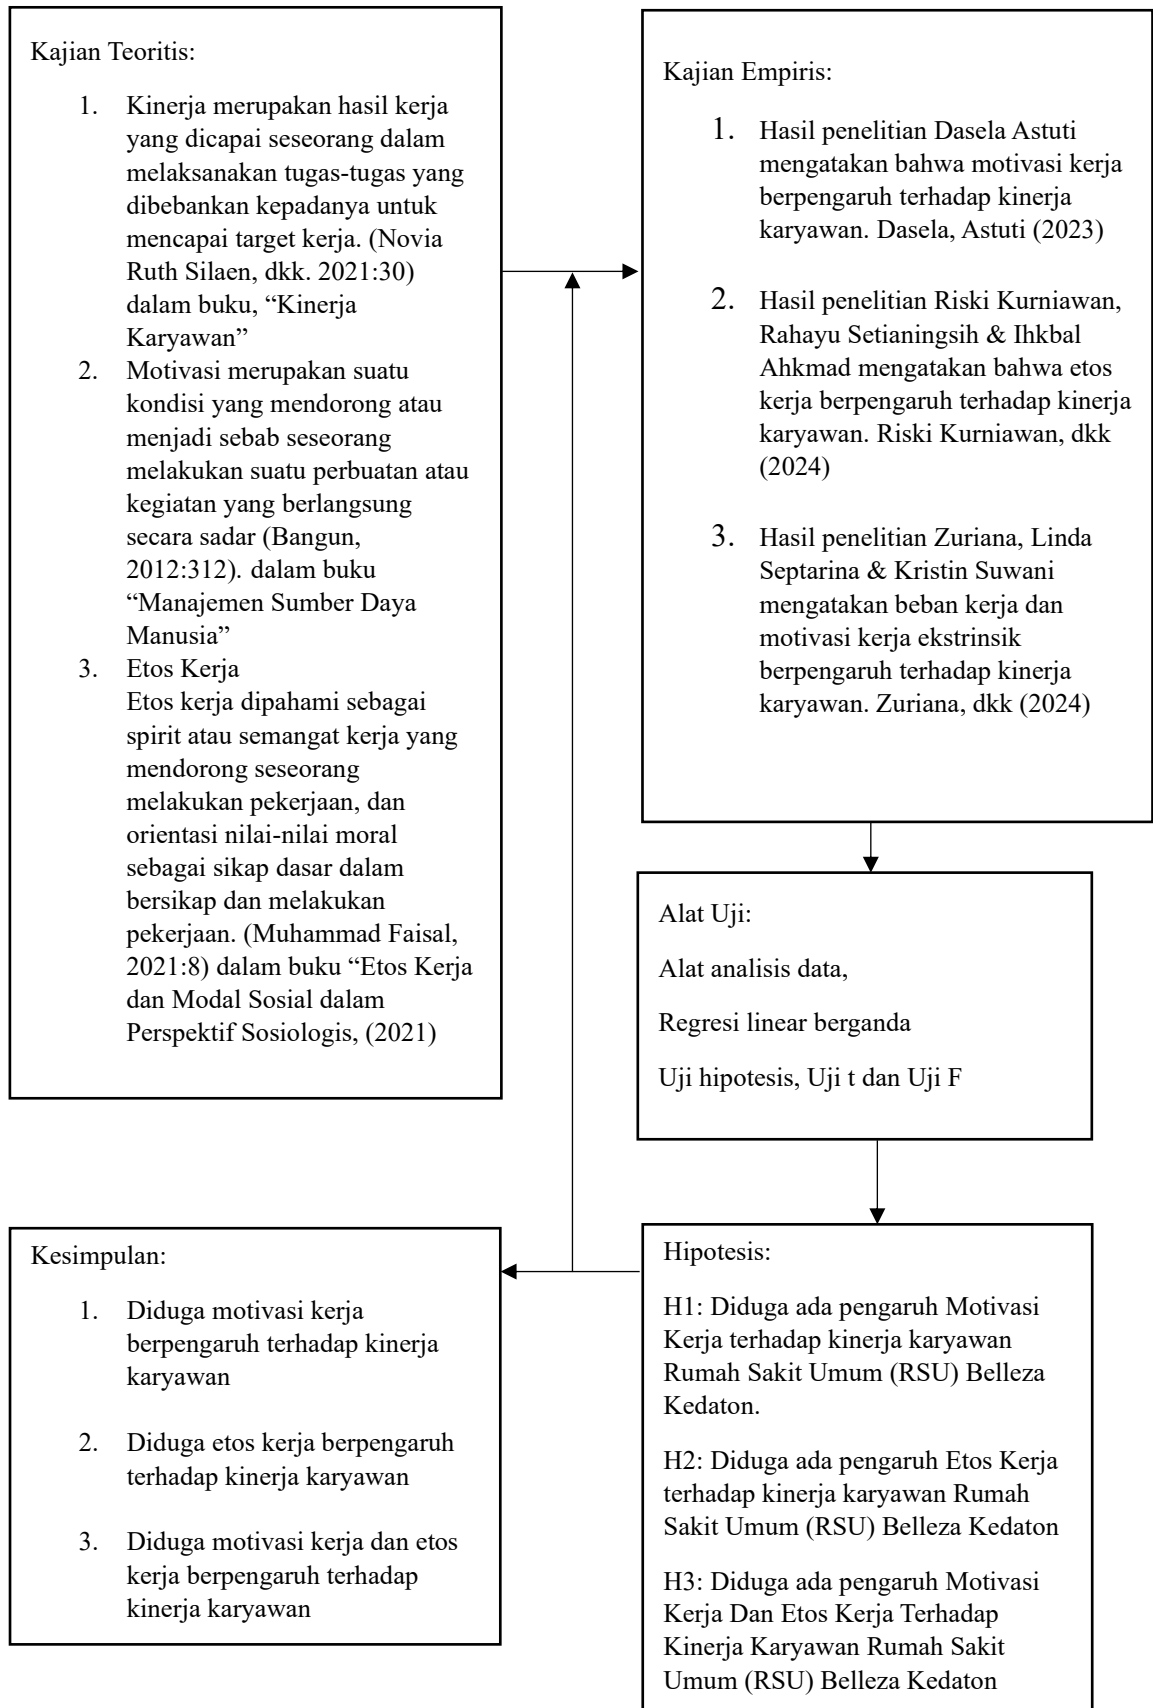 Kajian Teoritis:
1. Kinerja merupakan hasil kerja
yang dicapai seseorang dalam
melaksanakan tugas-tugas yang
dibebankan kepadanya untuk
mencapai target kerja. (Novia
Ruth Silaen, dkk. 2021:30)
dalam buku, “Kinerja
Karyawan”
2. Motivasi merupakan suatu
kondisi yang mendorong atau
menjadi sebab seseorang
melakukan suatu perbuatan atau
kegiatan yang berlangsung
secara sadar (Bangun,
2012:312). dalam buku
“Manajemen Sumber Daya
Manusia”
3. Etos Kerja
Etos kerja dipahami sebagai
spirit atau semangat kerja yang
mendorong seseorang
melakukan pekerjaan, dan
orientasi nilai-nilai moral
sebagai sikap dasar dalam
bersikap dan melakukan
pekerjaan. (Muhammad Faisal,
2021:8) dalam buku “Etos Kerja
dan Modal Sosial dalam
Perspektif Sosiologis, (2021)
Kajian Empiris:
1. Hasil penelitian Dasela Astuti
mengatakan bahwa motivasi kerja
berpengaruh terhadap kinerja
karyawan. Dasela, Astuti (2023)
2. Hasil penelitian Riski Kurniawan,
Rahayu Setianingsih & Ihkbal
Ahkmad mengatakan bahwa etos
kerja berpengaruh terhadap kinerja
karyawan. Riski Kurniawan, dkk
(2024)
3. Hasil penelitian Zuriana, Linda
Septarina & Kristin Suwani
mengatakan beban kerja dan
motivasi kerja ekstrinsik
berpengaruh terhadap kinerja
karyawan. Zuriana, dkk (2024)
Alat Uji:
Alat analisis data,
Regresi linear berganda
Uji hipotesis, Uji t dan Uji F
Hipotesis:
H1: Diduga ada pengaruh Motivasi
Kerja terhadap kinerja karyawan
Rumah Sakit Umum (RSU) Belleza
Kedaton.
H2: Diduga ada pengaruh Etos Kerja
terhadap kinerja karyawan Rumah
Sakit Umum (RSU) Belleza Kedaton
H3: Diduga ada pengaruh Motivasi
Kerja Dan Etos Kerja Terhadap
Kinerja Karyawan Rumah Sakit
Umum (RSU) Belleza Kedaton
Kesimpulan:
1. Diduga motivasi kerja
berpengaruh terhadap kinerja
karyawan
2. Diduga etos kerja berpengaruh
terhadap kinerja karyawan
3. Diduga motivasi kerja dan etos
kerja berpengaruh terhadap
kinerja karyawan